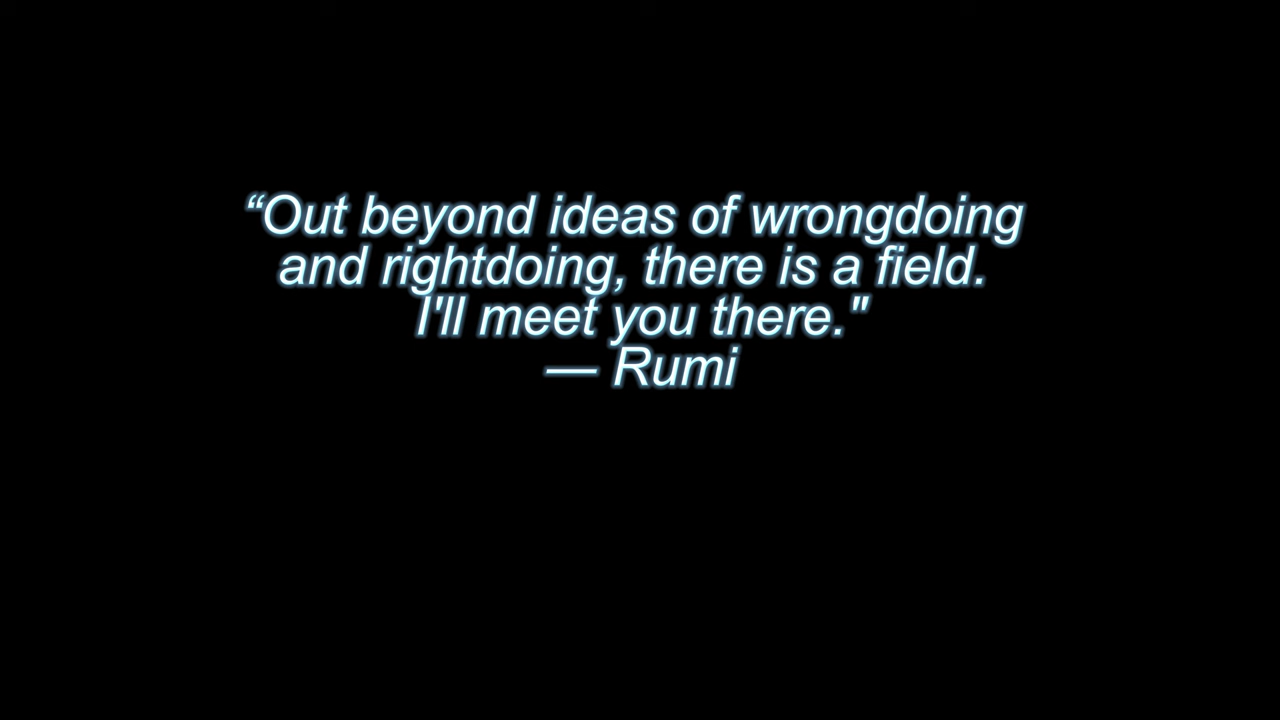 “Out beyond ideas of wrongdoing
and rightdoing, there is a field.
I'll meet you there."
— Rumi